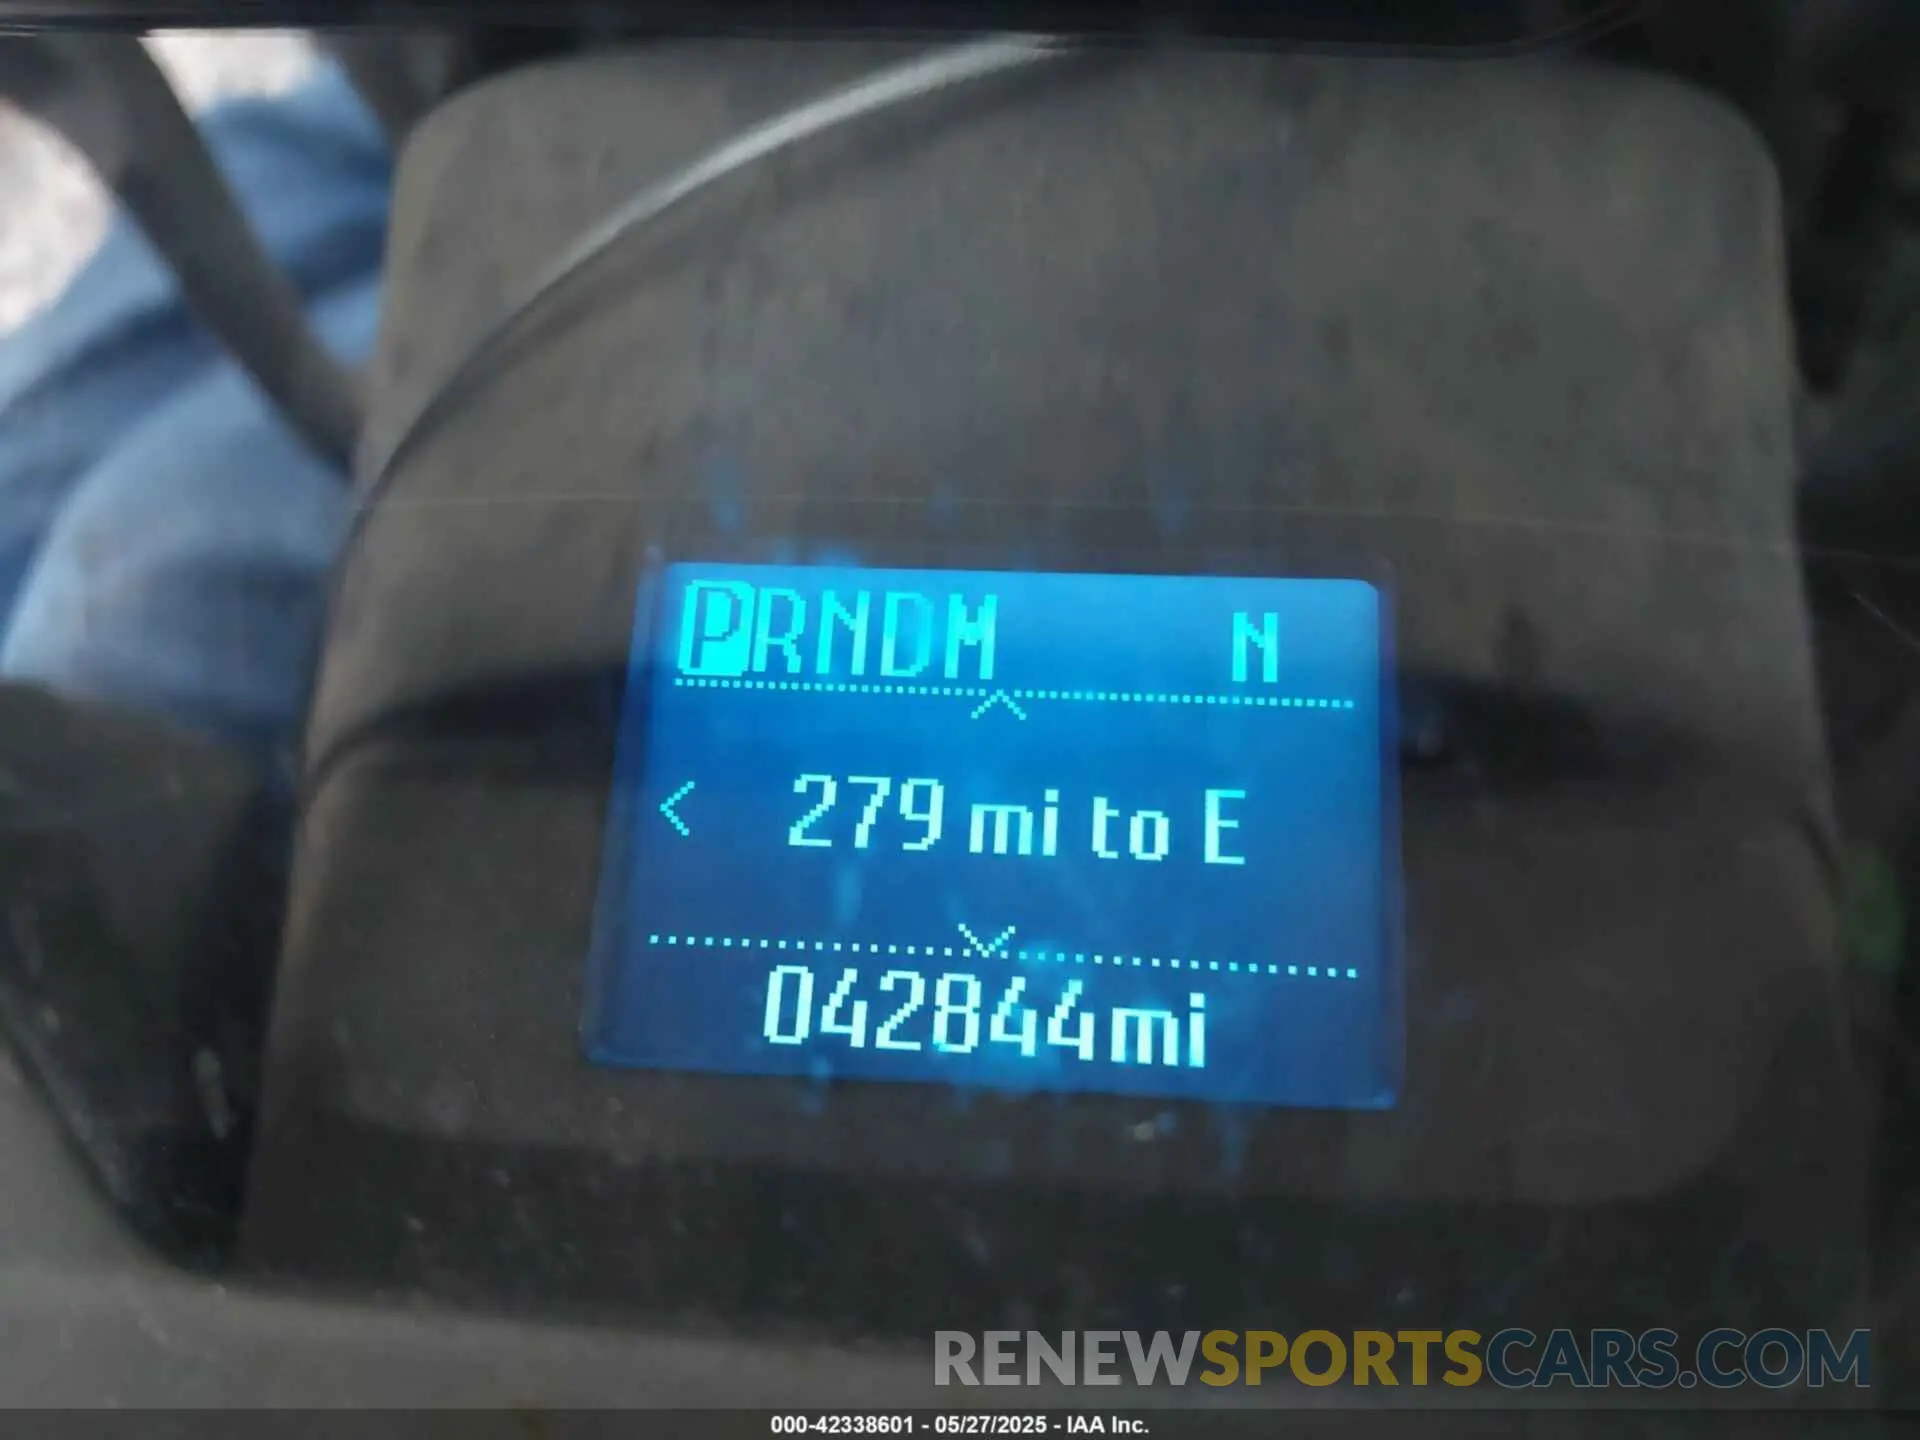 PRNDM N
< 279 mi to E
042844mi
RENEWSPORTSCARS.COM
000-42338601 - 05/27/2025 - IAA Inc.